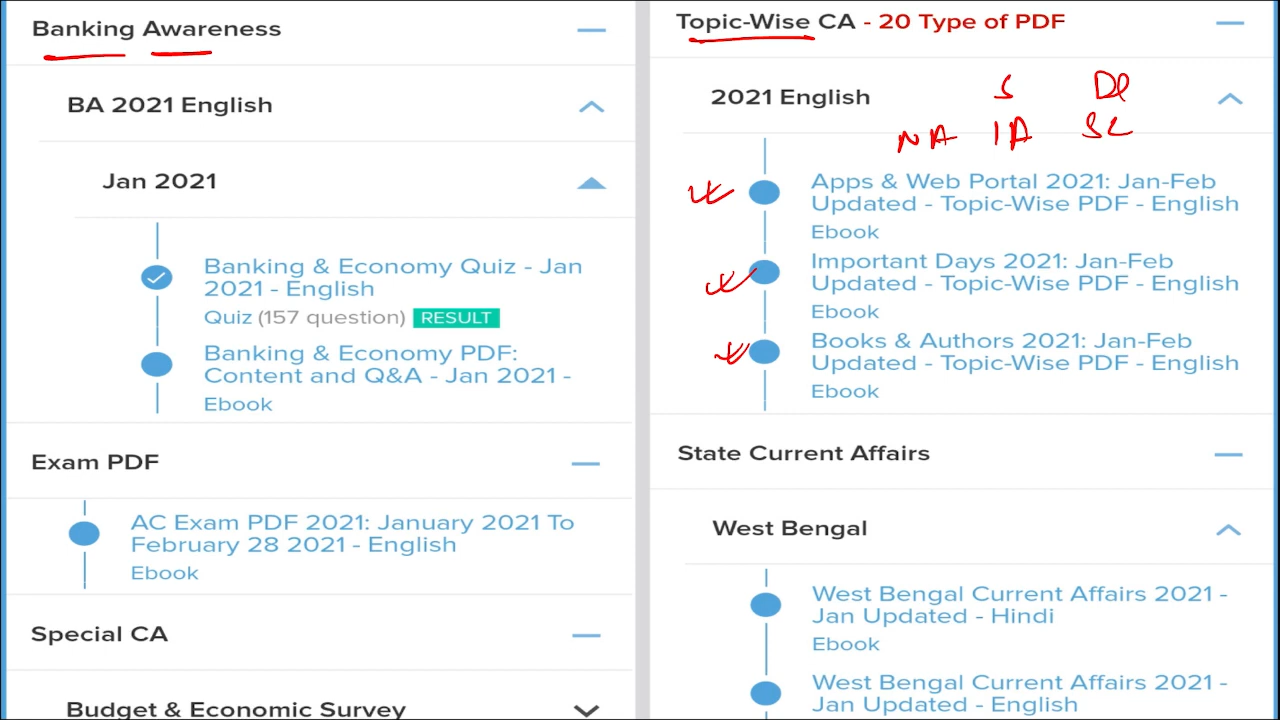 Banking Awareness
BA 2021 English
Jan 2021
Banking & Economy Quiz - Jan
2021 - English
Quiz (157 question) RESULT
Banking & Economy PDF:
Content and Q&A - Jan 2021 -
Ebook
Exam PDF
AC Exam PDF 2021: January 2021 To
February 28 2021 - English
Ebook
Special CA
Budget & Economic Survey
Topic-Wise CA - 20 Type of PDF
2021 English
S
NA IA
Apps & Web Portal 2021: Jan-Feb
Updated - Topic-Wise PDF - English
Ebook
Important Days 2021: Jan-Feb
Updated - Topic-Wise PDF - English
Ebook
Books & Authors 2021: Jan-Feb
Updated - Topic-Wise PDF - English
Ebook
State Current Affairs
West Bengal
West Bengal Current Affairs 2021 -
Jan Updated - Hindi
Ebook
West Bengal Current Affairs 2021 -
Jan Updated - English